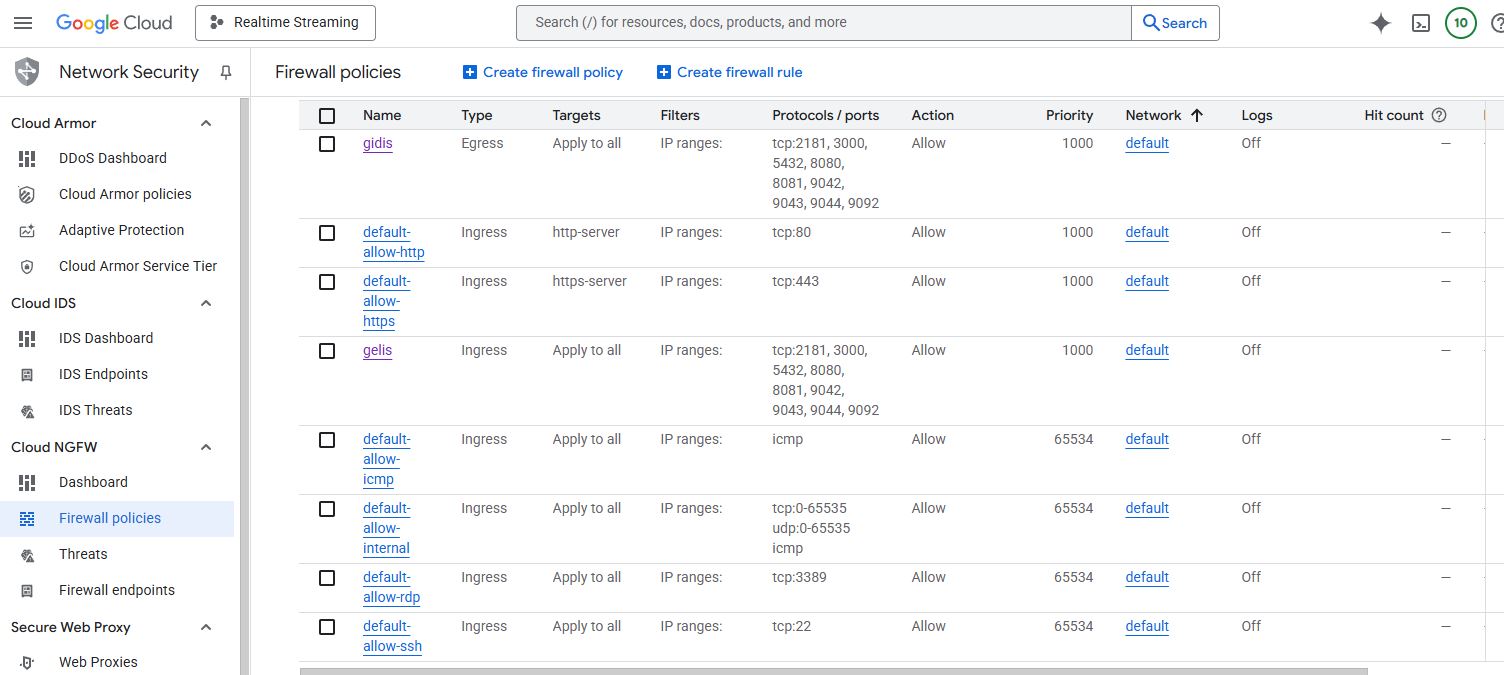 Google Cloud
Realtime Streaming
Search (/) for resources, docs, products, and more
Search
10
Network Security
Firewall policies
Create firewall policy
Create firewall rule
Cloud Armor
DDoS Dashboard
Cloud Armor policies
Adaptive Protection
Cloud Armor Service Tier
Cloud IDS
IDS Dashboard
IDS Endpoints
IDS Threats
Cloud NGFW
Dashboard
Firewall policies
Threats
Firewall endpoints
Secure Web Proxy
Web Proxies
Name Type Targets Filters Protocols / ports Action Priority Network Logs Hit count
gidis Egress Apply to all IP ranges: tcp:2181, 3000, Allow 1000 default Off —
5432, 8080,
8081, 9042,
9043, 9044, 9092
default- Ingress http-server IP ranges: tcp:80 Allow 1000 default Off —
allow-http
default- Ingress https-server IP ranges: tcp:443 Allow 1000 default Off —
allow-
https
gelis Ingress Apply to all IP ranges: tcp:2181, 3000, Allow 1000 default Off —
5432, 8080,
8081, 9042,
9043, 9044, 9092
default- Ingress Apply to all IP ranges: icmp Allow 65534 default Off —
allow-
icmp
default- Ingress Apply to all IP ranges: tcp:0-65535 Allow 65534 default Off —
allow- udp:0-65535
internal icmp
default- Ingress Apply to all IP ranges: tcp:3389 Allow 65534 default Off —
allow-rdp
default- Ingress Apply to all IP ranges: tcp:22 Allow 65534 default Off —
allow-ssh